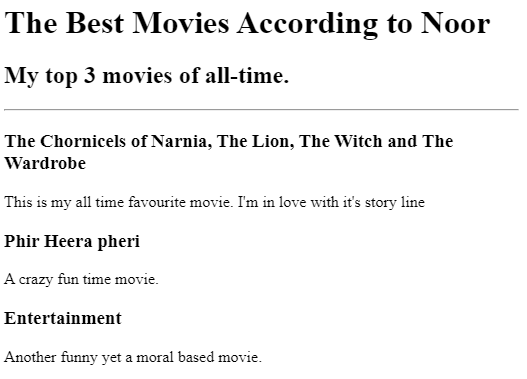 The Best Movies According to Noor
My top 3 movies of all-time.
The Chornicels of Narnia, The Lion, The Witch and The
Wardrobe
This is my all time favourite movie. I'm in love with it's story line
Phir Heera pheri
A crazy fun time movie.
Entertainment
Another funny yet a moral based movie.